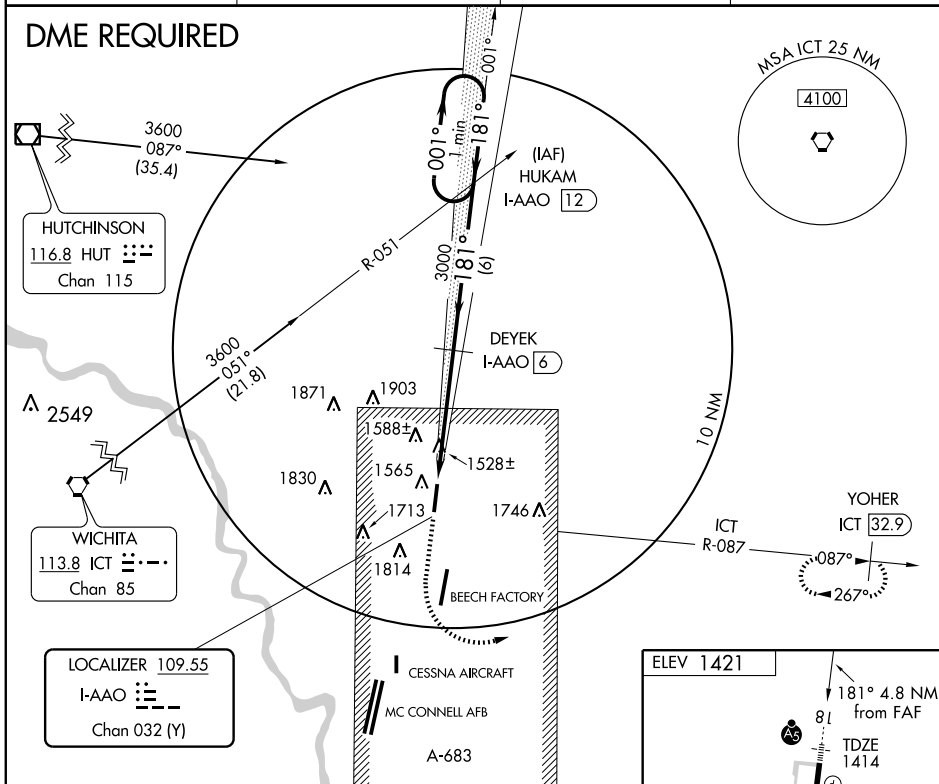 DME REQUIRED
MSA ICT 25 NM
4100
001°
181°
001°
1 min
3600
087°
(35.4)
(IAF)
HUKAM
I-AAO 12
HUTCHINSON
116.8 HUT
Chan 115
R-051
3000
181°
(6)
DEYEK
I-AAO 6
3600
051°
(21.8)
10 NM
2549
1871
1903
1588±
1528±
1565
1830
1713
1746
1814
WICHITA
113.8 ICT
Chan 85
ICT
R-087
YOHER
ICT 32.9
087°
267°
BEECH FACTORY
LOCALIZER 109.55
I-AAO
Chan 032 (Y)
CESSNA AIRCRAFT
MC CONNELL AFB
A-683
ELEV 1421
181° 4.8 NM
from FAF
18
A5
TDZE
1414